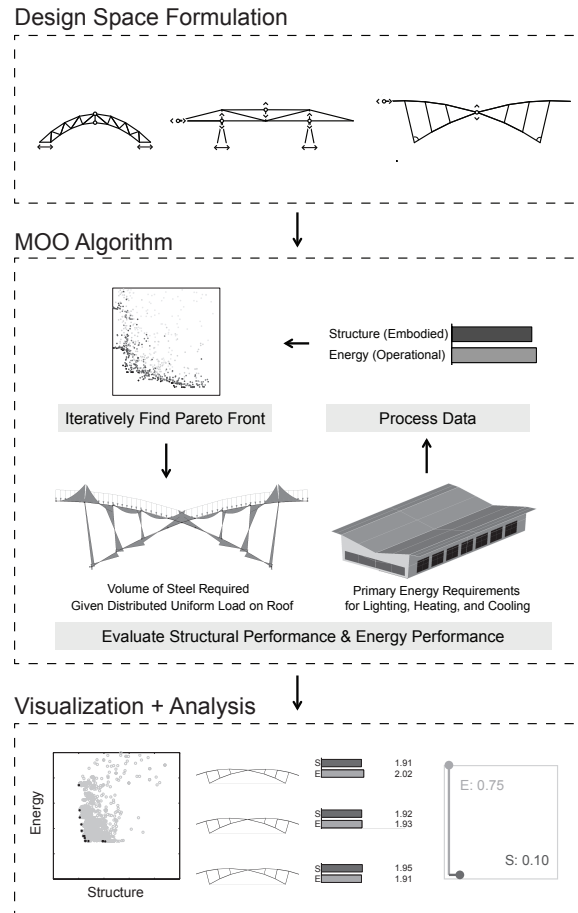 Design Space Formulation
MOO Algorithm
Structure (Embodied)
Energy (Operational)
Iteratively Find Pareto Front
Process Data
Volume of Steel Required
Given Distributed Uniform Load on Roof
Primary Energy Requirements
for Lighting, Heating, and Cooling
Evaluate Structural Performance & Energy Performance
Visualization + Analysis
Energy
Structure
S 1.91
E 2.02
S 1.92
E 1.93
S 1.95
E 1.91
E: 0.75
S: 0.10